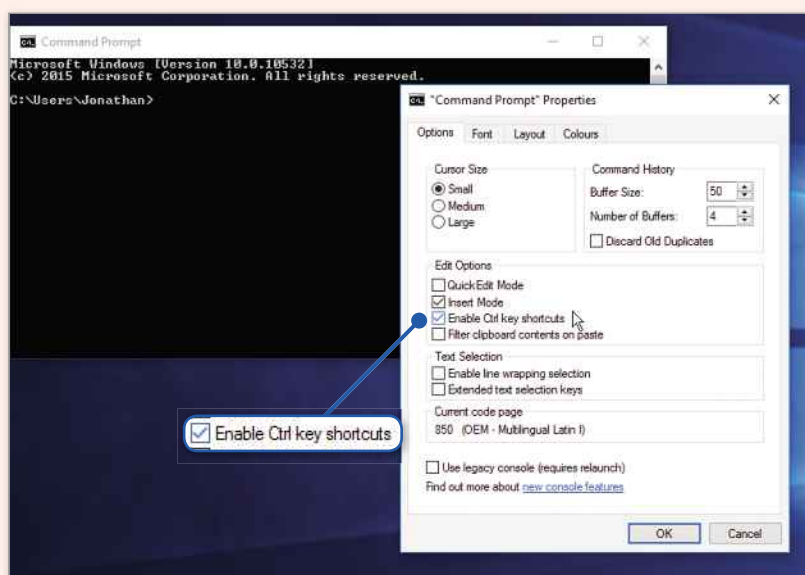 Command Prompt
Microsoft Windows [Version 10.0.10532]
(c) 2015 Microsoft Corporation. All rights reserved.
C:\Users\Jonathan>
"Command Prompt" Properties
Options Font Layout Colours
Cursor Size
Small
Medium
Large
Command History
Buffer Size: 50
Number of Buffers: 4
Discard Old Duplicates
Edit Options
QuickEdit Mode
Insert Mode
Enable Ctrl key shortcuts
Filter clipboard contents on paste
Text Selection
Enable line wrapping selection
Extended text selection keys
Current code page
850 (OEM - Multilingual Latin I)
Use legacy console (requires relaunch)
Find out more about new console features
OK Cancel
Enable Ctrl key shortcuts